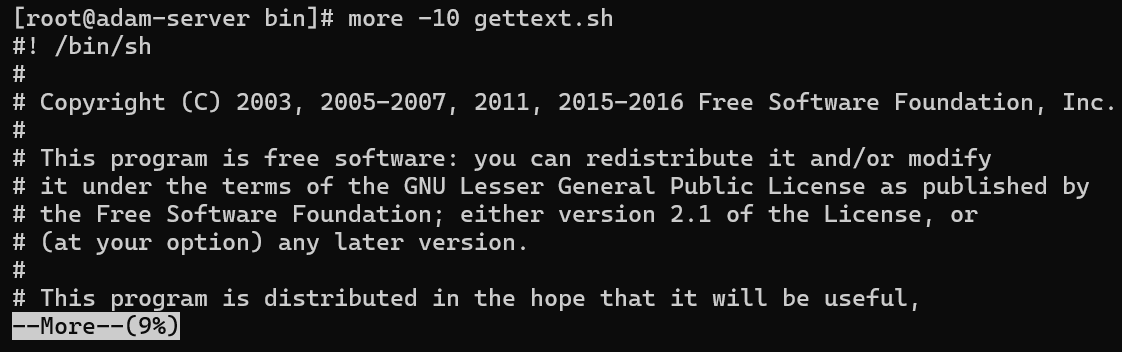 [root@adam-server bin]# more -10 gettext.sh
#! /bin/sh
#
# Copyright (C) 2003, 2005-2007, 2011, 2015-2016 Free Software Foundation, Inc.
#
# This program is free software: you can redistribute it and/or modify
# it under the terms of the GNU Lesser General Public License as published by
# the Free Software Foundation; either version 2.1 of the License, or
# (at your option) any later version.
#
# This program is distributed in the hope that it will be useful,
--More--(9%)